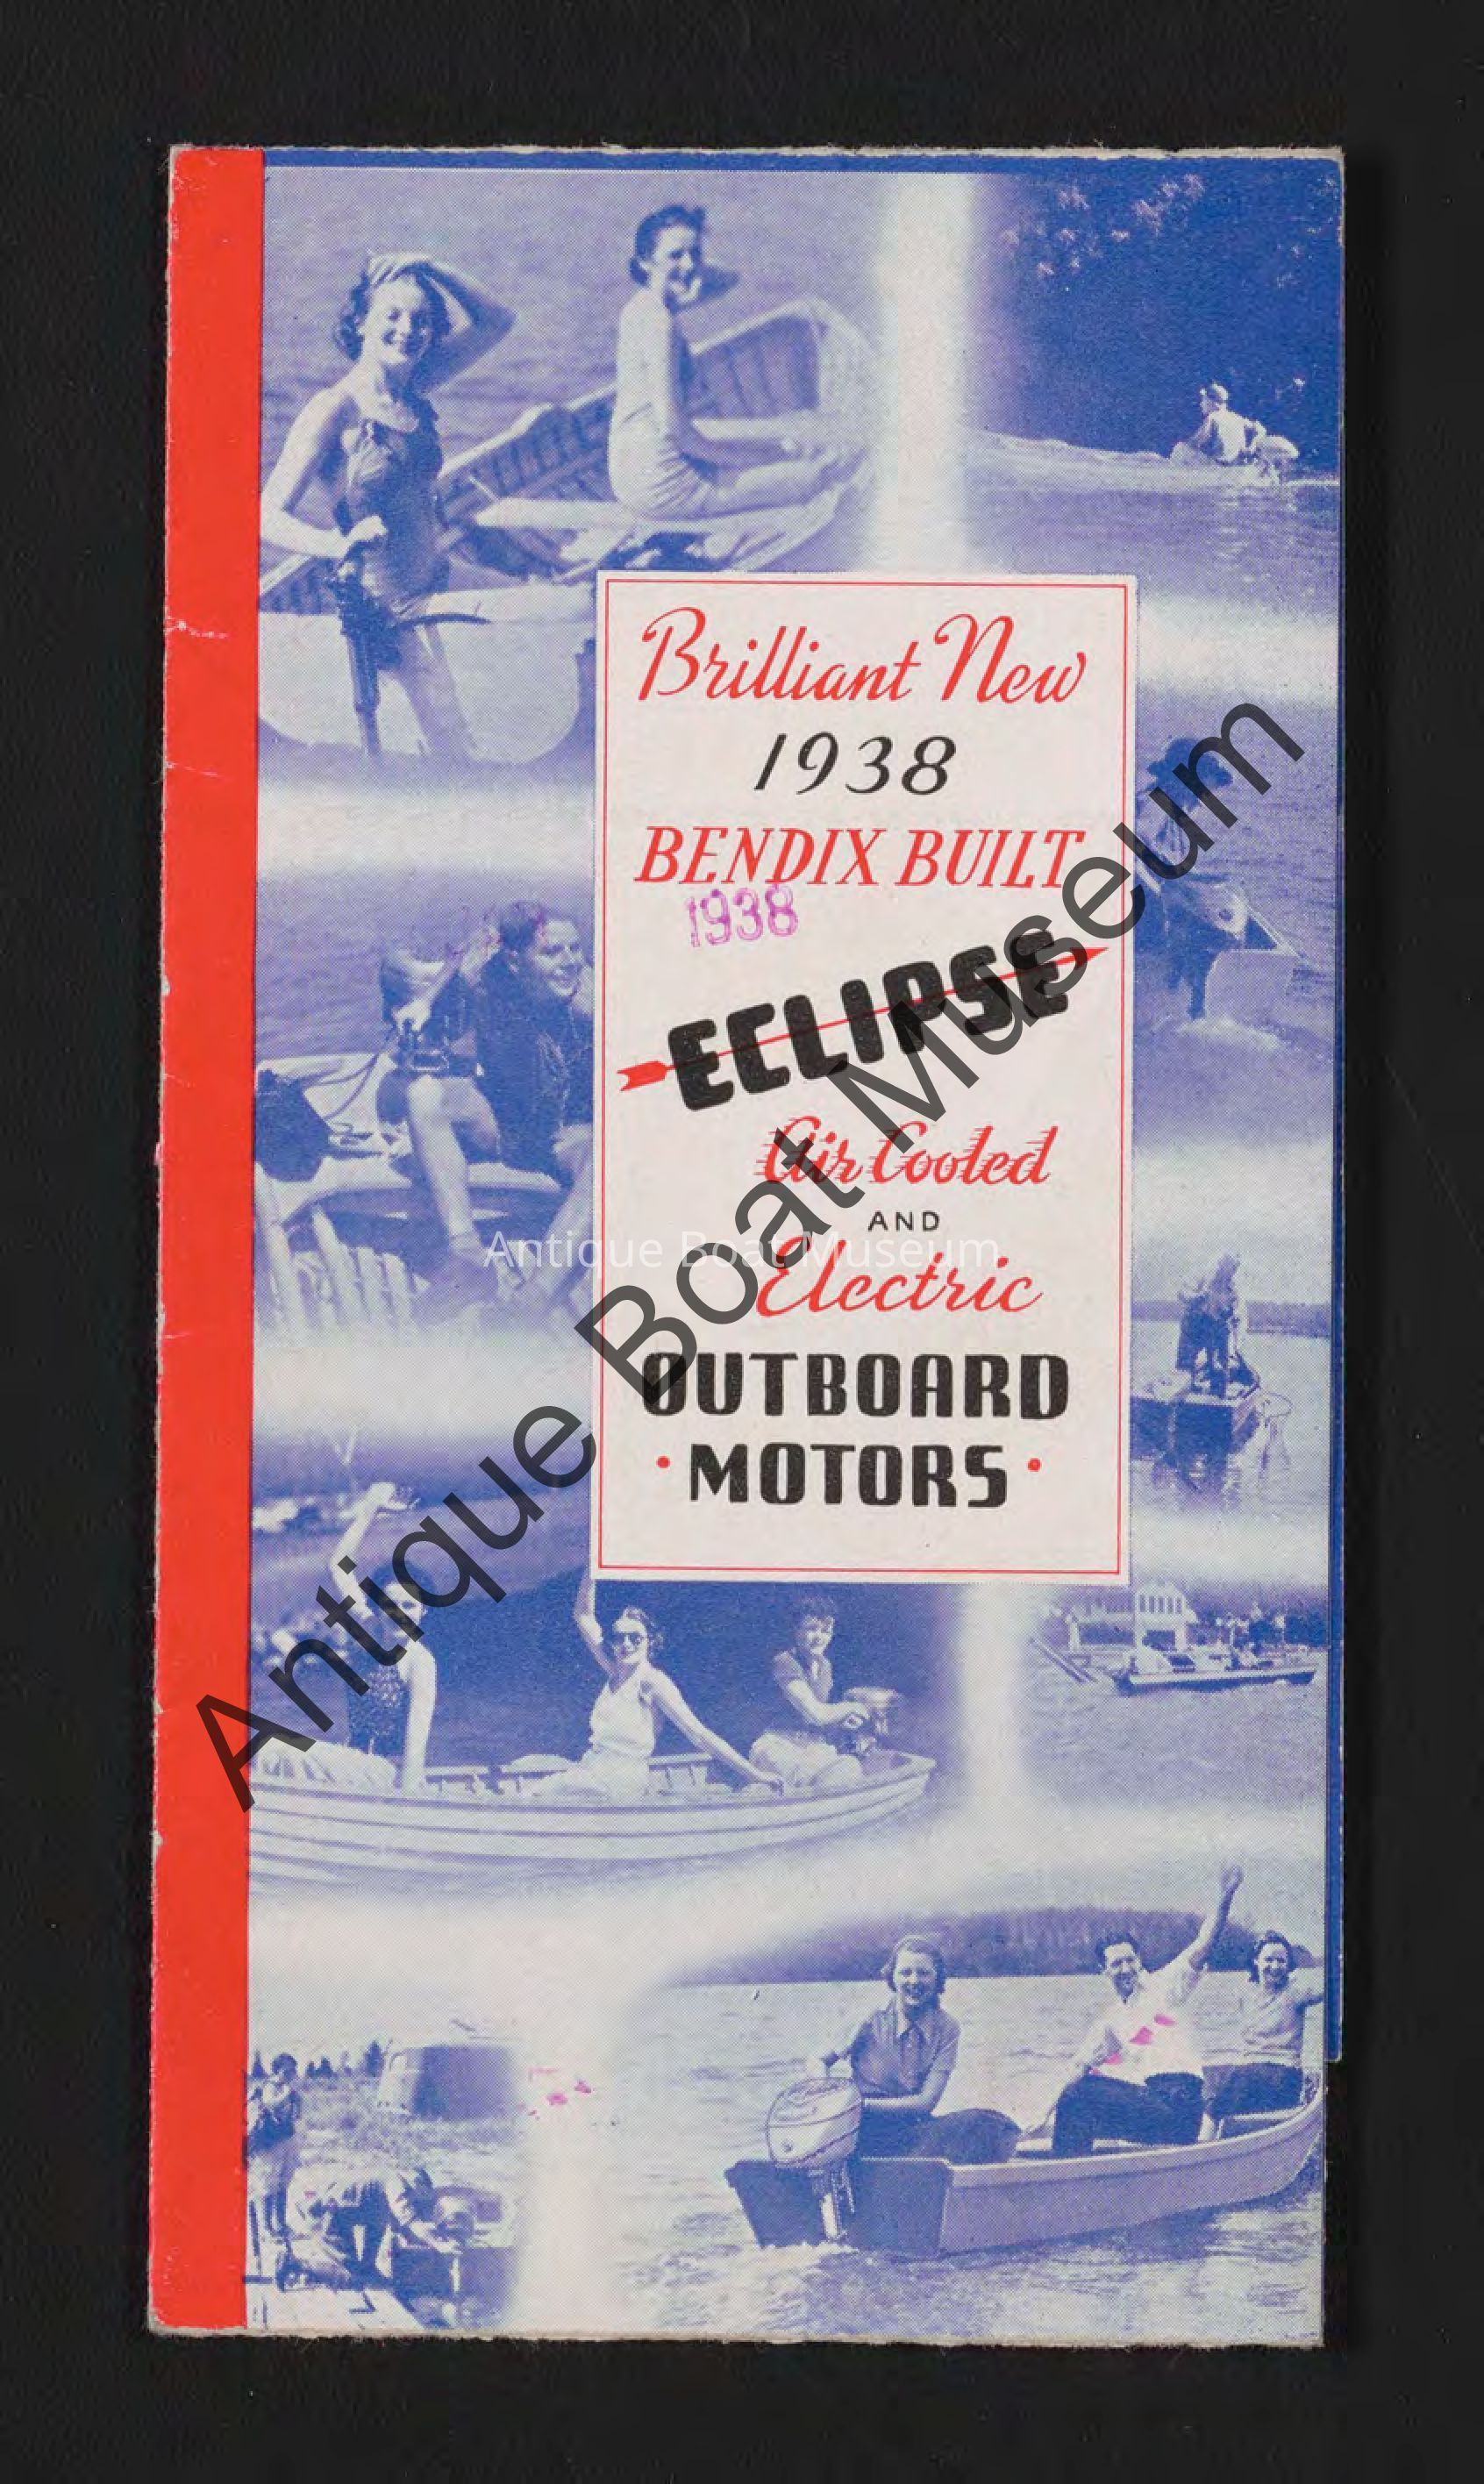 Brilliant New
1938
BENDIX BUILT
1938
ECLIPSE
Air Cooled
AND
Electric
OUTBOARD
• MOTORS •
Antique Boat Museum
Antique Boat Museum